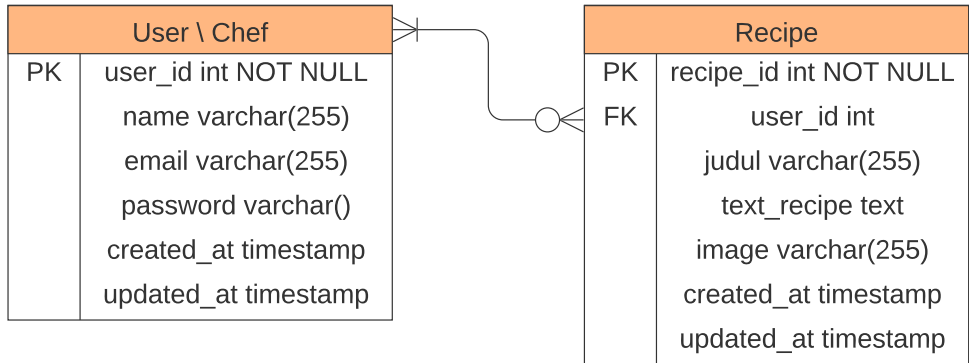 User \ Chef
PK user_id int NOT NULL
name varchar(255)
email varchar(255)
password varchar()
created_at timestamp
updated_at timestamp
Recipe
PK recipe_id int NOT NULL
FK user_id int
judul varchar(255)
text_recipe text
image varchar(255)
created_at timestamp
updated_at timestamp